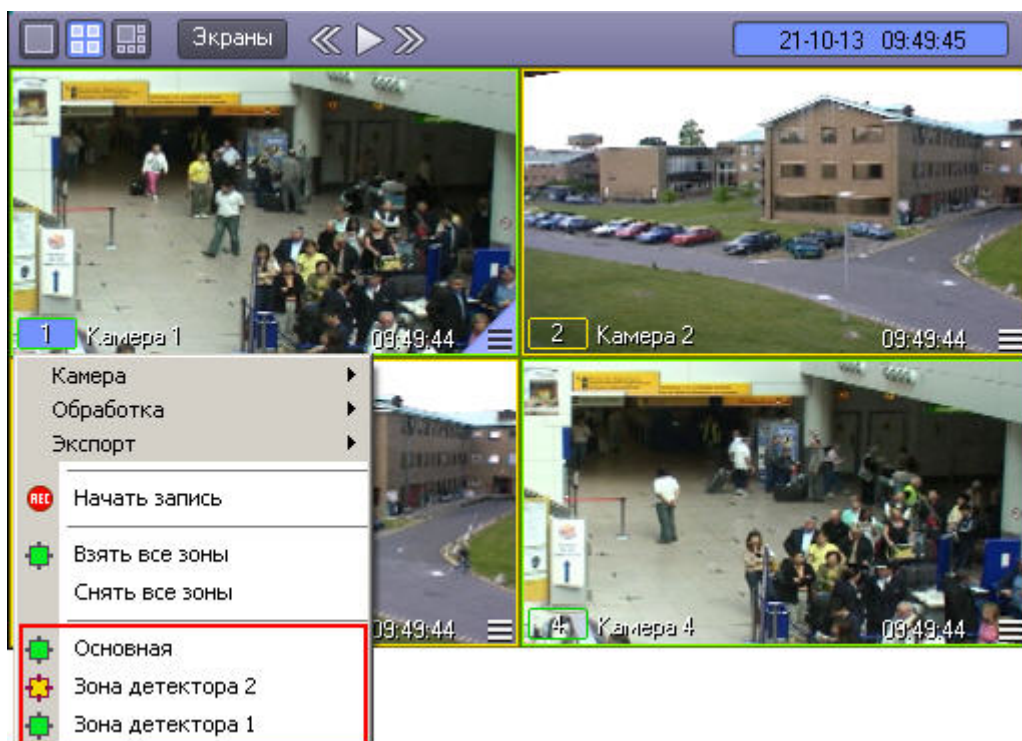 Экраны
21-10-13 09:49:45
1 Камера 1 09:49:44
2 Камера 2 09:49:44
Камера
Обработка
Экспорт
REC Начать запись
Взять все зоны
Снять все зоны
09:49:44
4 Камера 4 09:49:44
Основная
Зона детектора 2
Зона детектора 1